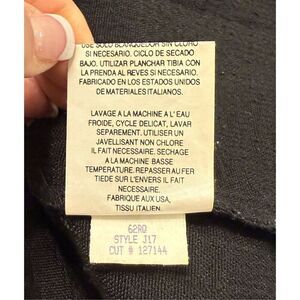 USE SOLO BLANQUEADOR SIN CLORO
SI NECESARIO. CICLO DE SECADO
BAJO. UTILIZAR PLANCHAR TIBIA CON
LA PRENDA AL REVES SI NECESARIO.
FABRICADO EN LOS ESTADOS UNIDOS
DE MATERIALES ITALIANOS.
LAVAGE A LA MACHINE A L'EAU
FROIDE, CYCLE DELICAT, LAVAR
SEPAREMENT. UTILISER UN
JAVELLISANT NON CHLORE
IL FAIT NECESSAIRE. SECHAGE
A LA MACHINE BASSE
TEMPERATURE. REPASSER AU FER
TIEDE SUR L'ENVERS IL FAIT
NECESSAIRE.
FABRIQUE AUX USA,
TISSU ITALIEN.
62RO
STYLE J17
CUT # 127144